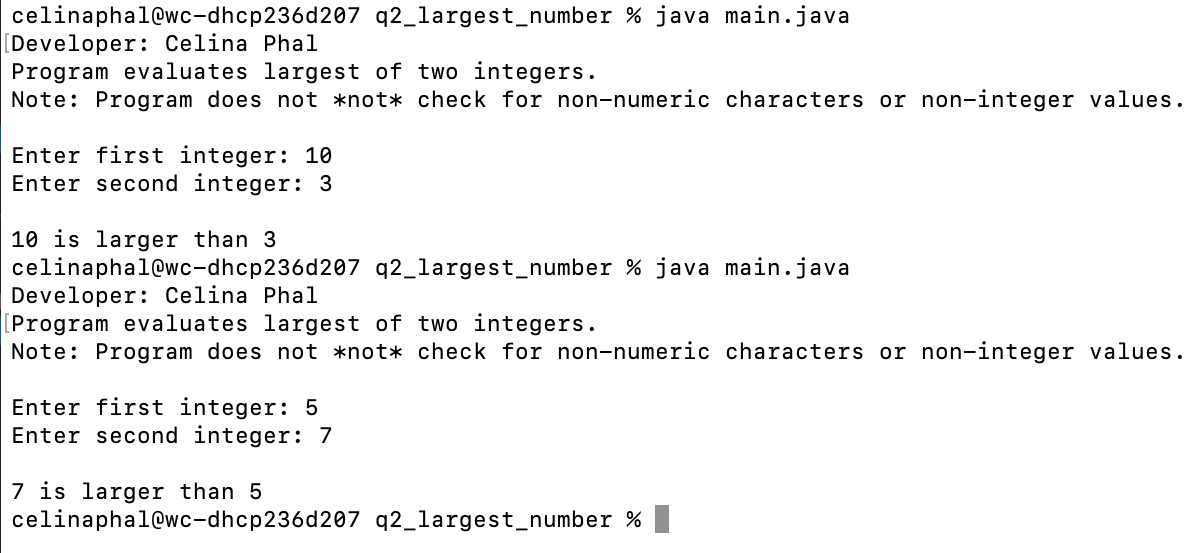 celinaphal@wc-dhcp236d207 q2_largest_number % java main.java
[Developer: Celina Phal
Program evaluates largest of two integers.
Note: Program does not *not* check for non-numeric characters or non-integer values.
Enter first integer: 10
Enter second integer: 3
10 is larger than 3
celinaphal@wc-dhcp236d207 q2_largest_number % java main.java
Developer: Celina Phal
[Program evaluates largest of two integers.
Note: Program does not *not* check for non-numeric characters or non-integer values.
Enter first integer: 5
Enter second integer: 7
7 is larger than 5
celinaphal@wc-dhcp236d207 q2_largest_number %